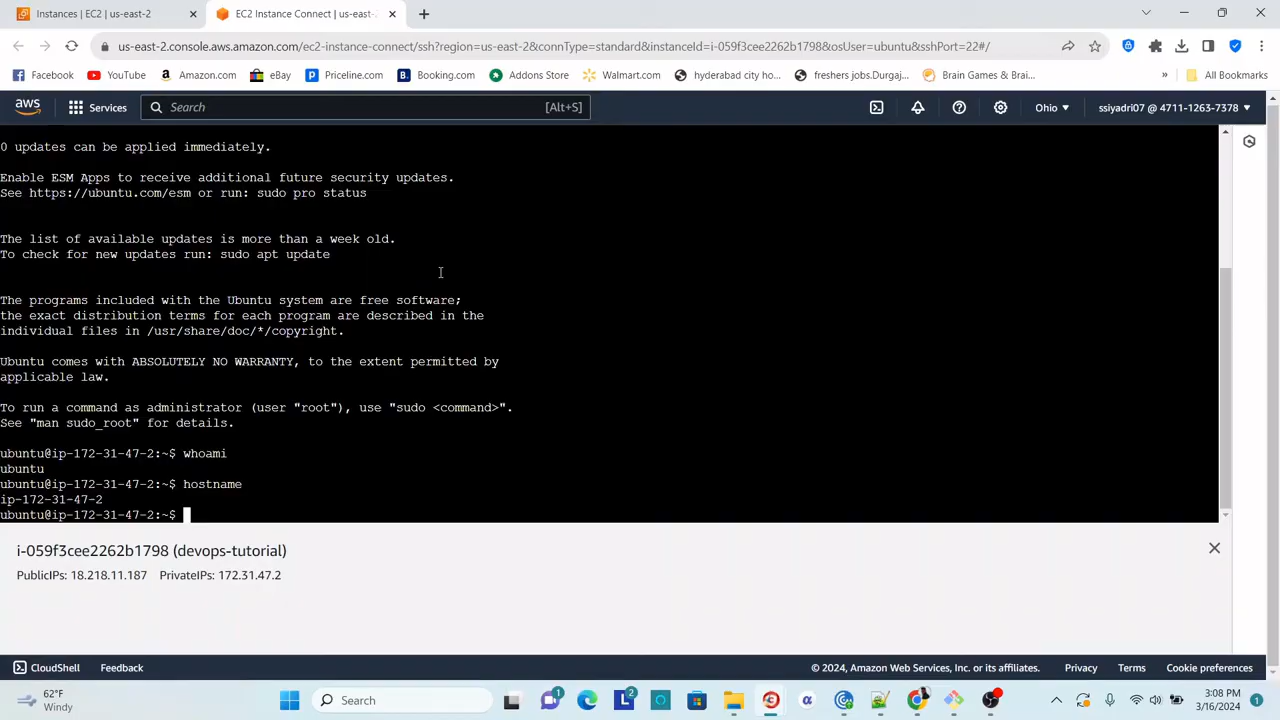 Instances | EC2 | us-east-2
EC2 Instance Connect | us-east-
us-east-2.console.aws.amazon.com/ec2-instance-connect/ssh?region=us-east-2&connType=standard&instanceId=i-059f3cee2262b1798&osUser=ubuntu&sshPort=22#/
Facebook YouTube Amazon.com eBay Priceline.com Booking.com Addons Store Walmart.com hyderabad city ho... freshers jobs.Durgaj... Brain Games & Brai... » All Bookmarks
aws Services Search [Alt+S] Ohio ssiyadri07 @ 4711-1263-7378
0 updates can be applied immediately.
Enable ESM Apps to receive additional future security updates.
See https://ubuntu.com/esm or run: sudo pro status
The list of available updates is more than a week old.
To check for new updates run: sudo apt update
The programs included with the Ubuntu system are free software;
the exact distribution terms for each program are described in the
individual files in /usr/share/doc/*/copyright.
Ubuntu comes with ABSOLUTELY NO WARRANTY, to the extent permitted by
applicable law.
To run a command as administrator (user "root"), use "sudo <command>".
See "man sudo_root" for details.
ubuntu@ip-172-31-47-2:~$ whoami
ubuntu
ubuntu@ip-172-31-47-2:~$ hostname
ip-172-31-47-2
ubuntu@ip-172-31-47-2:~$
i-059f3cee2262b1798 (devops-tutorial)
PublicIPs: 18.218.11.187 PrivateIPs: 172.31.47.2
CloudShell Feedback © 2024, Amazon Web Services, Inc. or its affiliates. Privacy Terms Cookie preferences
62°F
Windy
Search
3:08 PM
3/16/2024